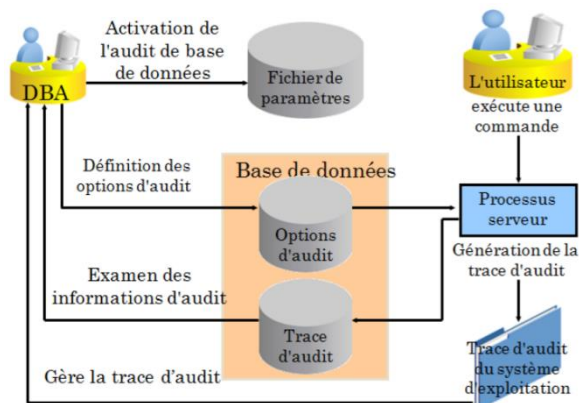 Activation de
l'audit de base
de données
DBA
Fichier de
paramètres
L'utilisateur
exécute une
commande
Définition des
options d'audit
Base de données
Options
d'audit
Processus
serveur
Génération de la
trace d'audit
Examen des
informations d'audit
Trace
d'audit
Trace d'audit
du système
d'exploitation
Gère la trace d'audit